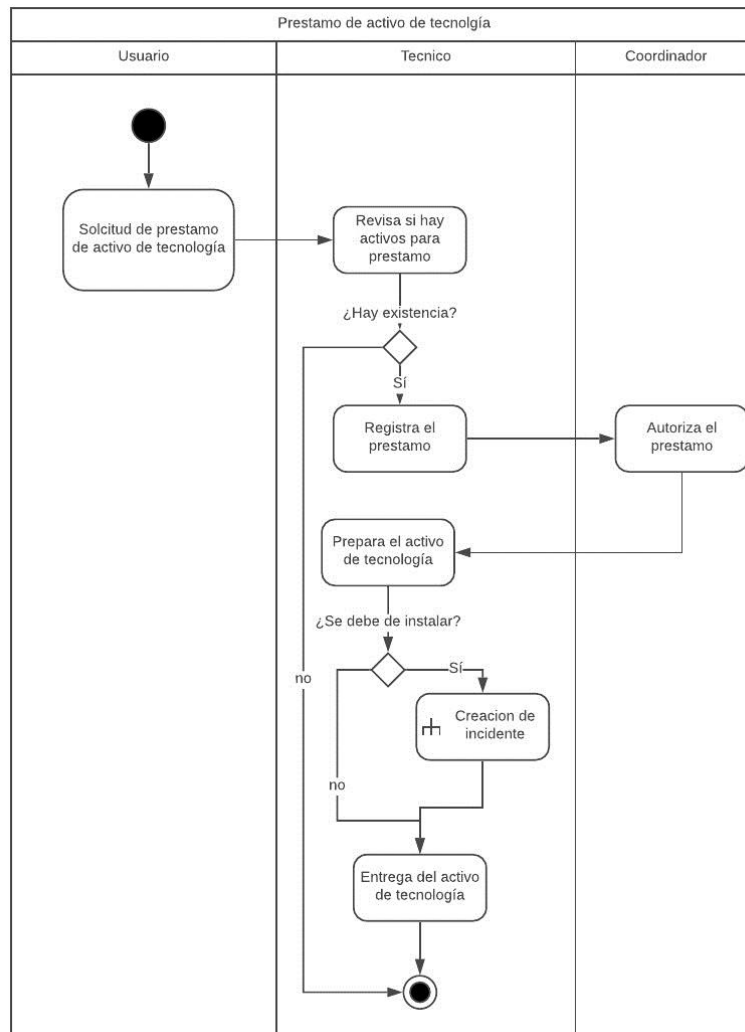 Prestamo de activo de tecnolgía
Usuario
Tecnico
Coordinador
Solcitud de prestamo
de activo de tecnología
Revisa si hay
activos para
prestamo
¿Hay existencia?
Sí
Registra el
prestamo
Autoriza el
prestamo
Prepara el activo
de tecnología
¿Se debe de instalar?
no
Sí
Creacion de
incidente
no
Entrega del activo
de tecnología